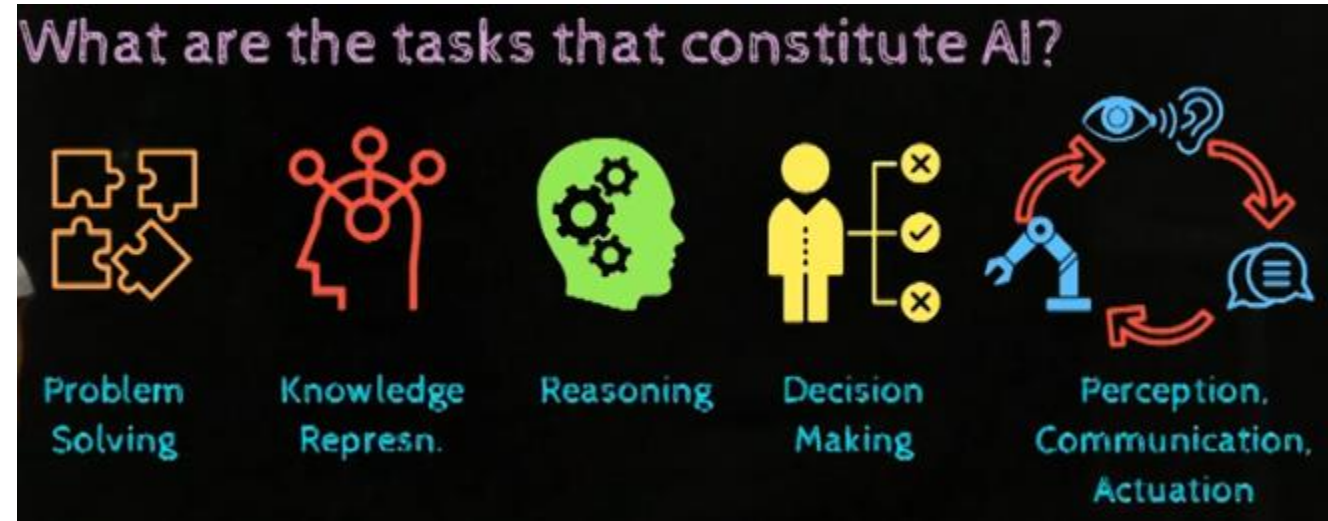 What are the tasks that constitute AI?
Problem
Solving
Knowledge
Represn.
Reasoning
Decision
Making
Perception,
Communication,
Actuation